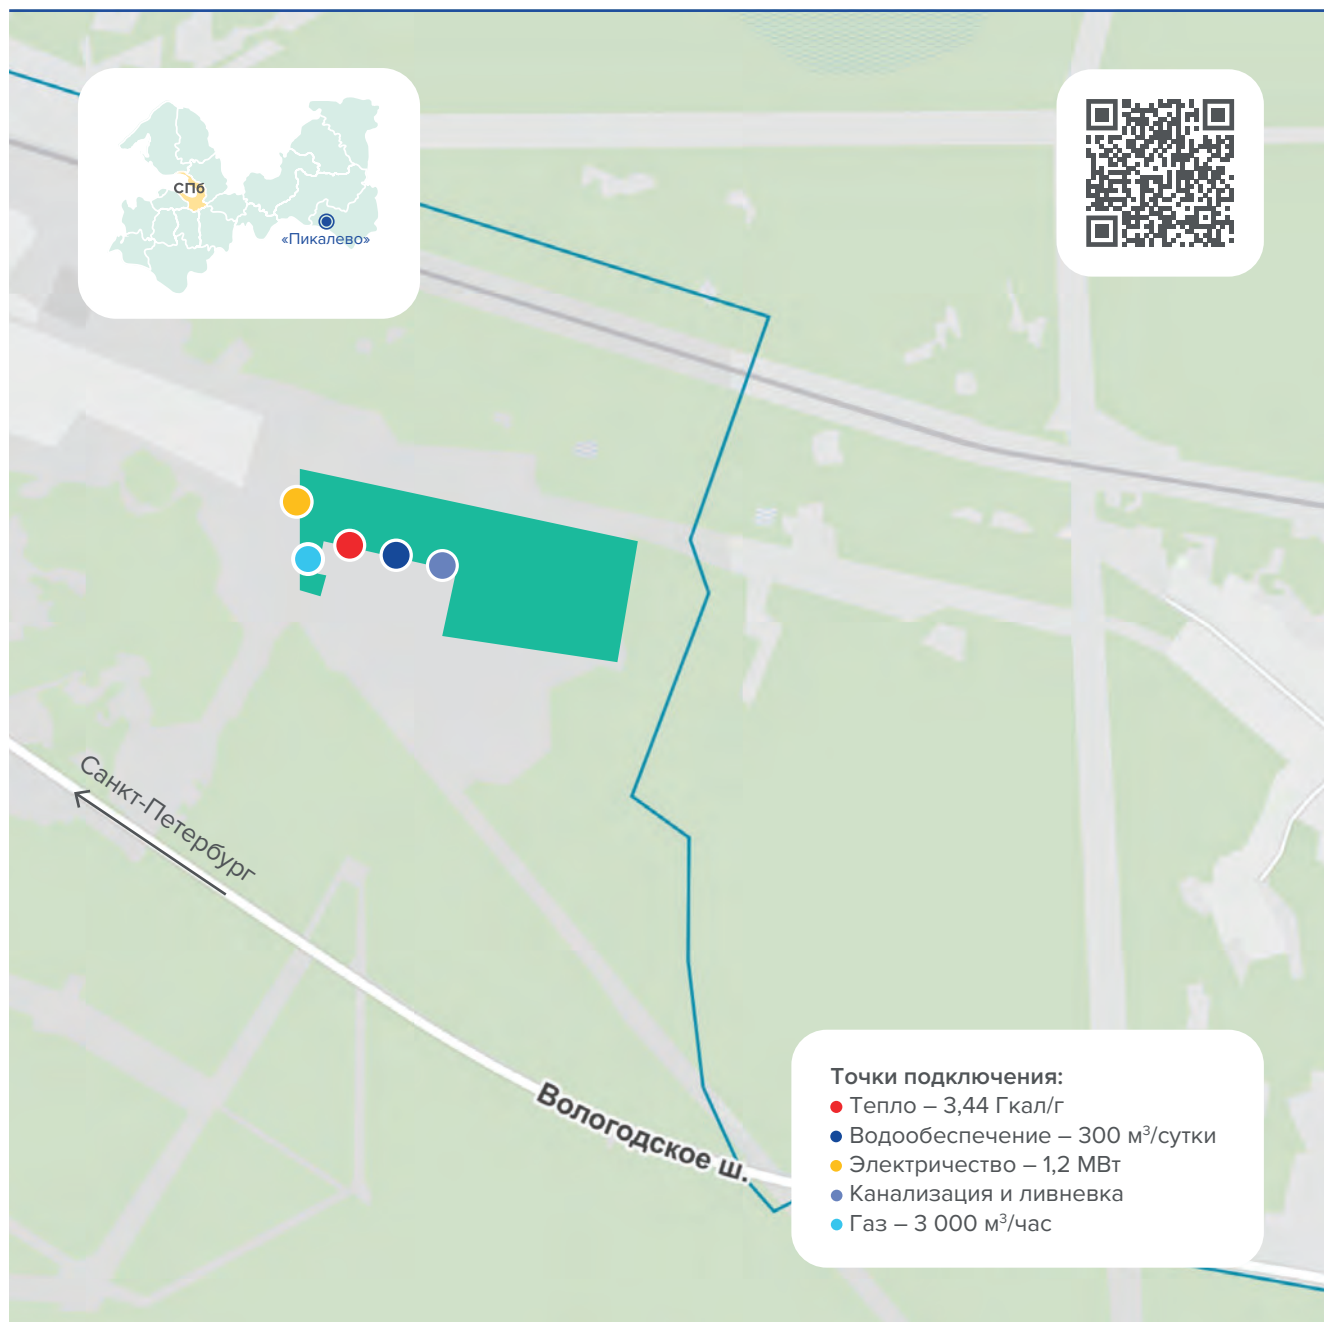 СПб
«Пикалево»
Санкт-Петербург
Вологодское ш.
Точки подключения:
Тепло – 3,44 Гкал/г
Водообеспечение – 300 м³/сутки
Электричество – 1,2 МВт
Канализация и ливневка
Газ – 3 000 м³/час